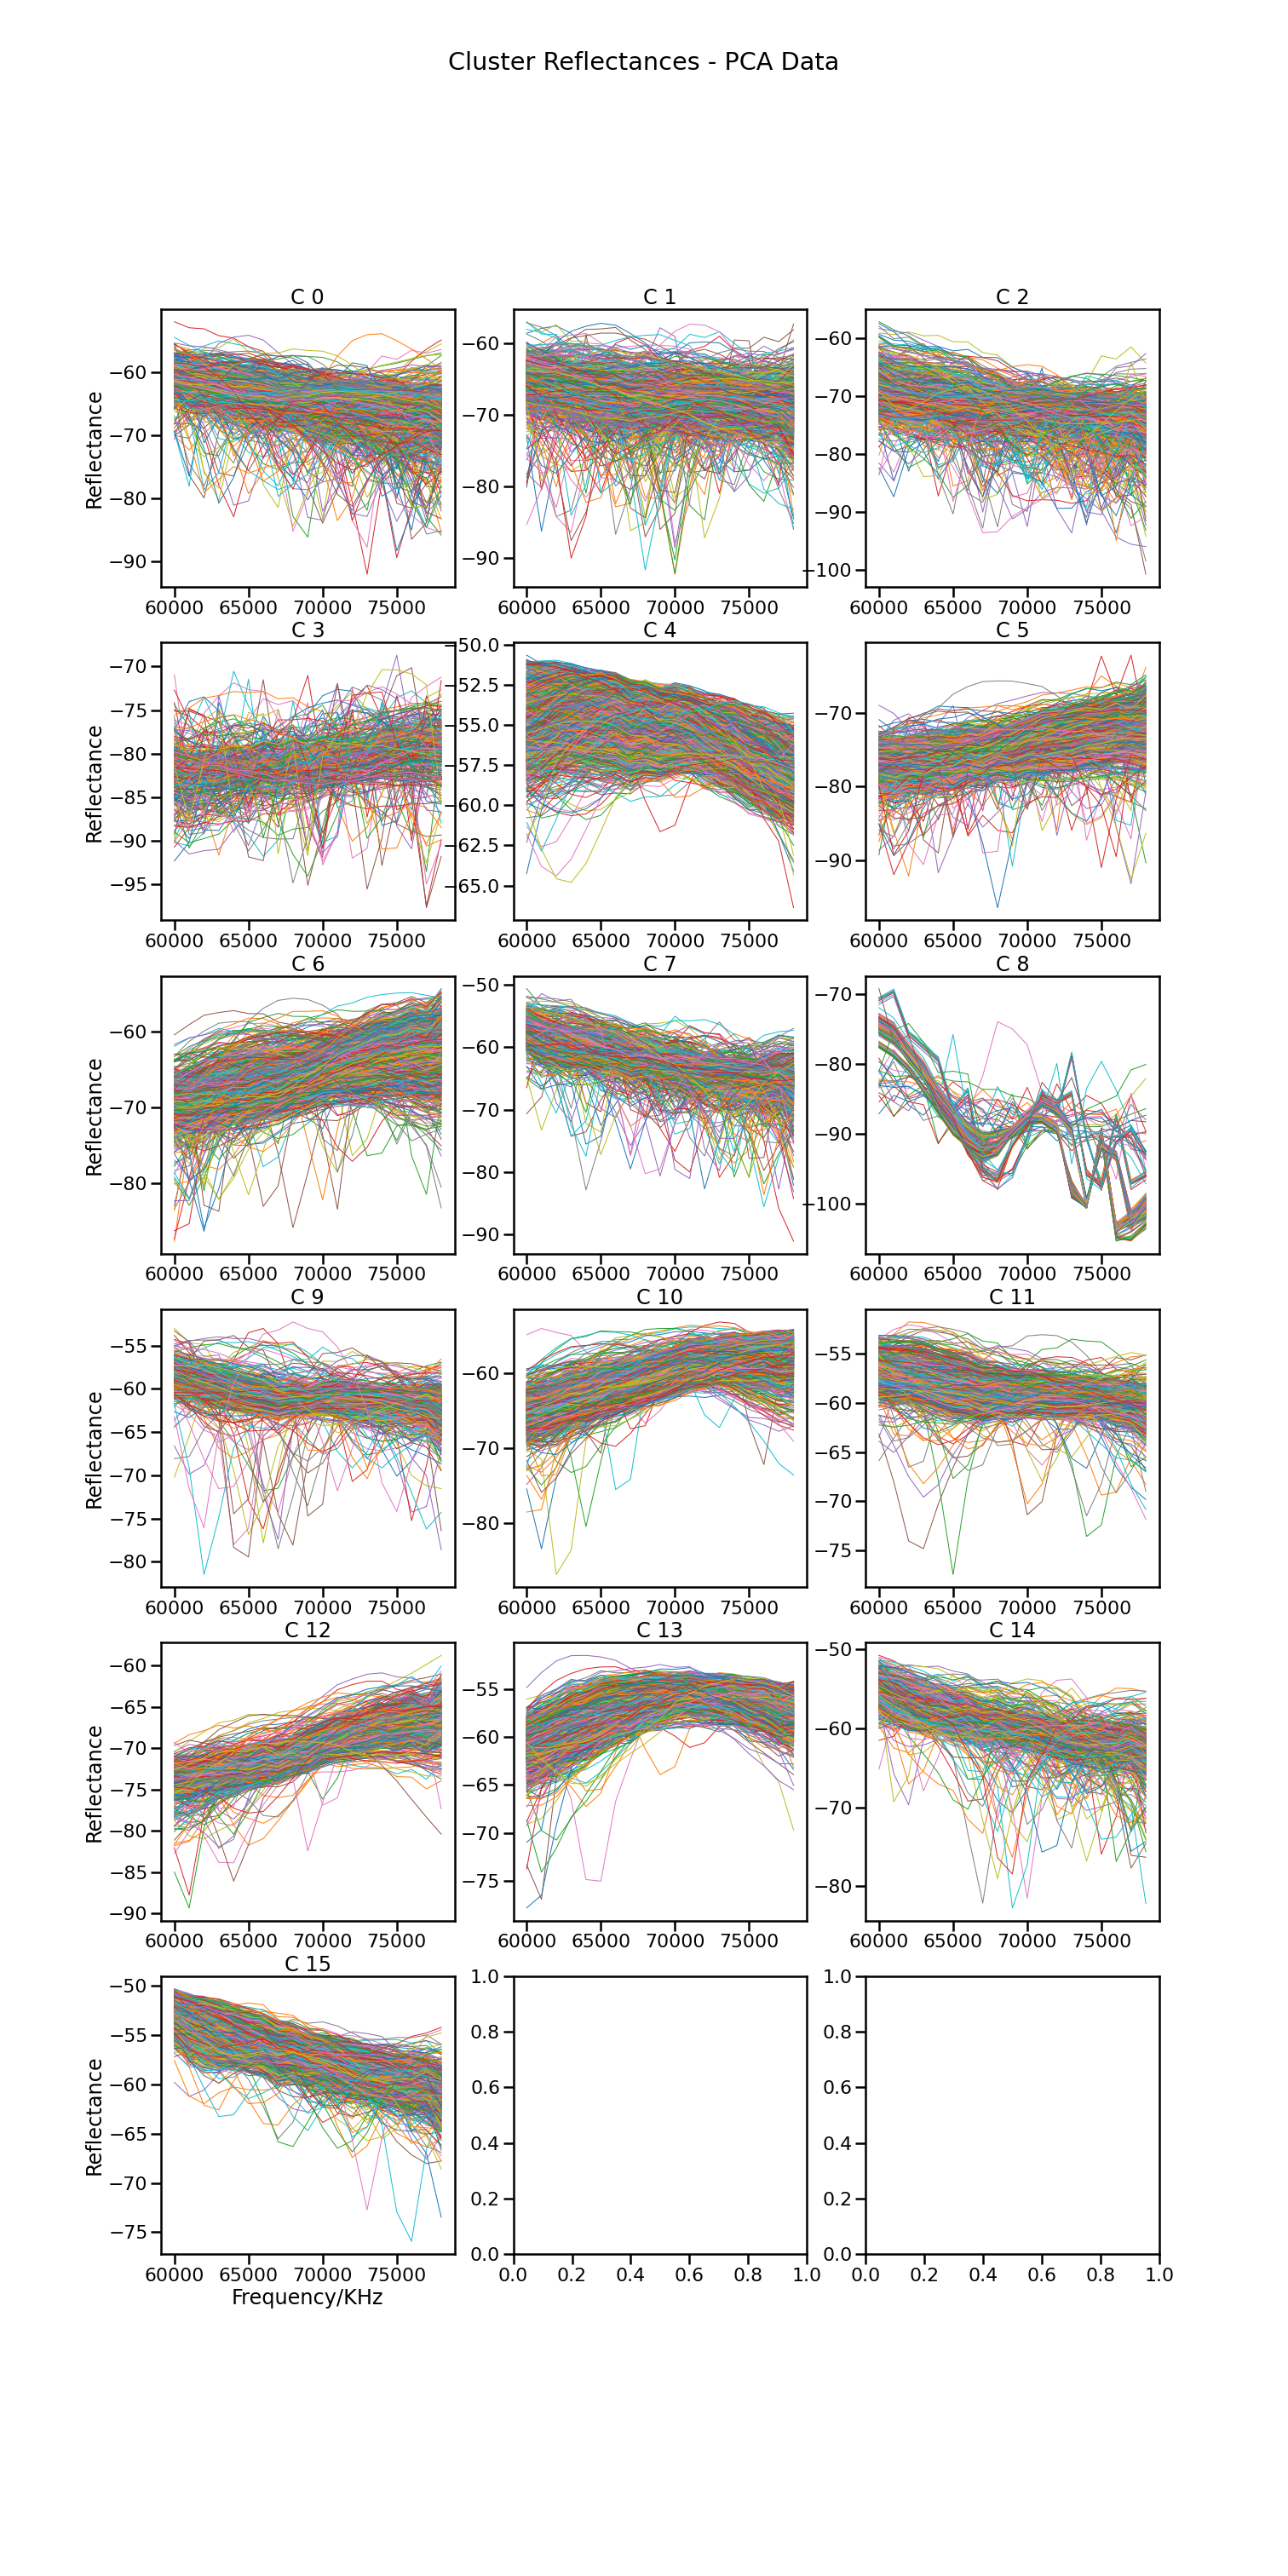 Cluster Reflectances - PCA Data
C 0 C 1 C 2
Reflectance
−60
−70
−80
−90
60000 65000 70000 75000
−60
−70
−80
−90
60000 65000 70000 75000
−60
−70
−80
−90
−100
60000 65000 70000 75000
C 3 C 4 C 5
Reflectance
−70
−75
−80
−85
−90
−95
60000 65000 70000 75000
−50.0
−52.5
−55.0
−57.5
−60.0
−62.5
−65.0
60000 65000 70000 75000
−70
−80
−90
60000 65000 70000 75000
C 6 C 7 C 8
Reflectance
−60
−70
−80
60000 65000 70000 75000
−50
−60
−70
−80
−90
60000 65000 70000 75000
−70
−80
−90
−100
60000 65000 70000 75000
C 9 C 10 C 11
Reflectance
−55
−60
−65
−70
−75
−80
60000 65000 70000 75000
−60
−70
−80
60000 65000 70000 75000
−55
−60
−65
−70
−75
60000 65000 70000 75000
C 12 C 13 C 14
Reflectance
−60
−65
−70
−75
−80
−85
−90
60000 65000 70000 75000
−55
−60
−65
−70
−75
60000 65000 70000 75000
−50
−60
−70
−80
60000 65000 70000 75000
C 15
Reflectance
−50
−55
−60
−65
−70
−75
60000 65000 70000 75000
Frequency/KHz
1.0
0.8
0.6
0.4
0.2
0.0
0.0 0.2 0.4 0.6 0.8 1.0
1.0
0.8
0.6
0.4
0.2
0.0
0.0 0.2 0.4 0.6 0.8 1.0